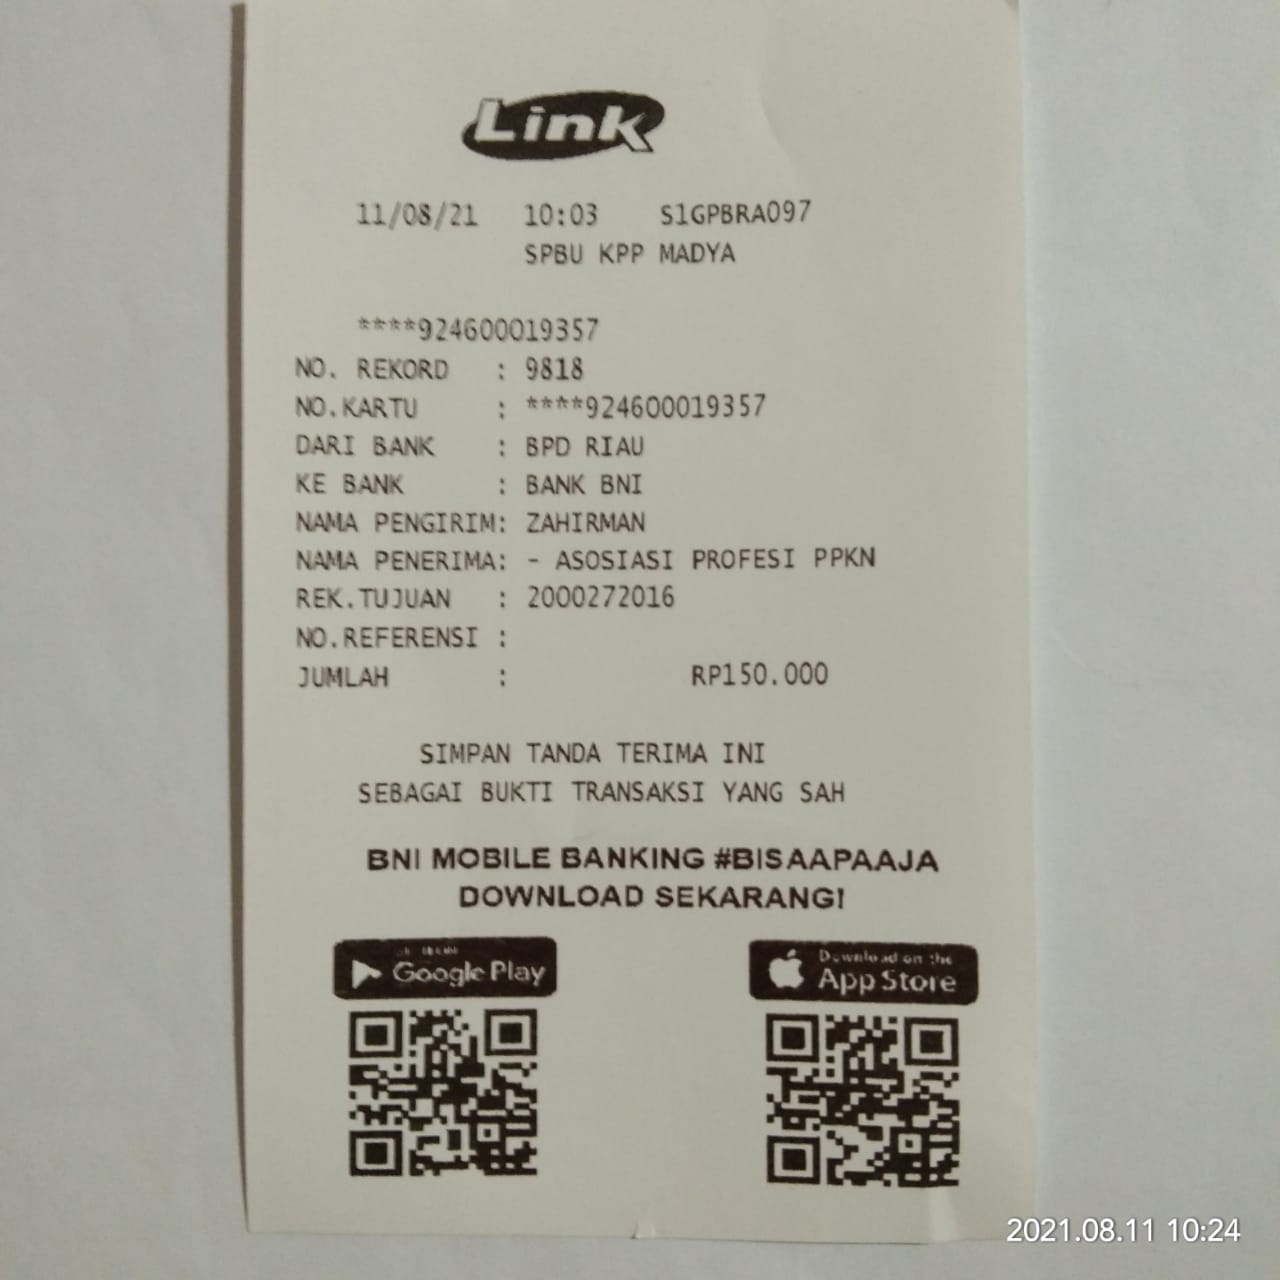 Link
11/08/21 10:03 S1GPBRA097
SPBU KPP MADYA
****924600019357
NO. REKORD : 9818
NO.KARTU : ****924600019357
DARI BANK : BPD RIAU
KE BANK : BANK BNI
NAMA PENGIRIM: ZAHIRMAN
NAMA PENERIMA: - ASOSIASI PROFESI PPKN
REK.TUJUAN : 2000272016
NO.REFERENSI :
JUMLAH : RP150.000
SIMPAN TANDA TERIMA INI
SEBAGAI BUKTI TRANSAKSI YANG SAH
BNI MOBILE BANKING #BISAAPAAJA
DOWNLOAD SEKARANG!
Google Play
Download on the
App Store
2021.08.11 10:24